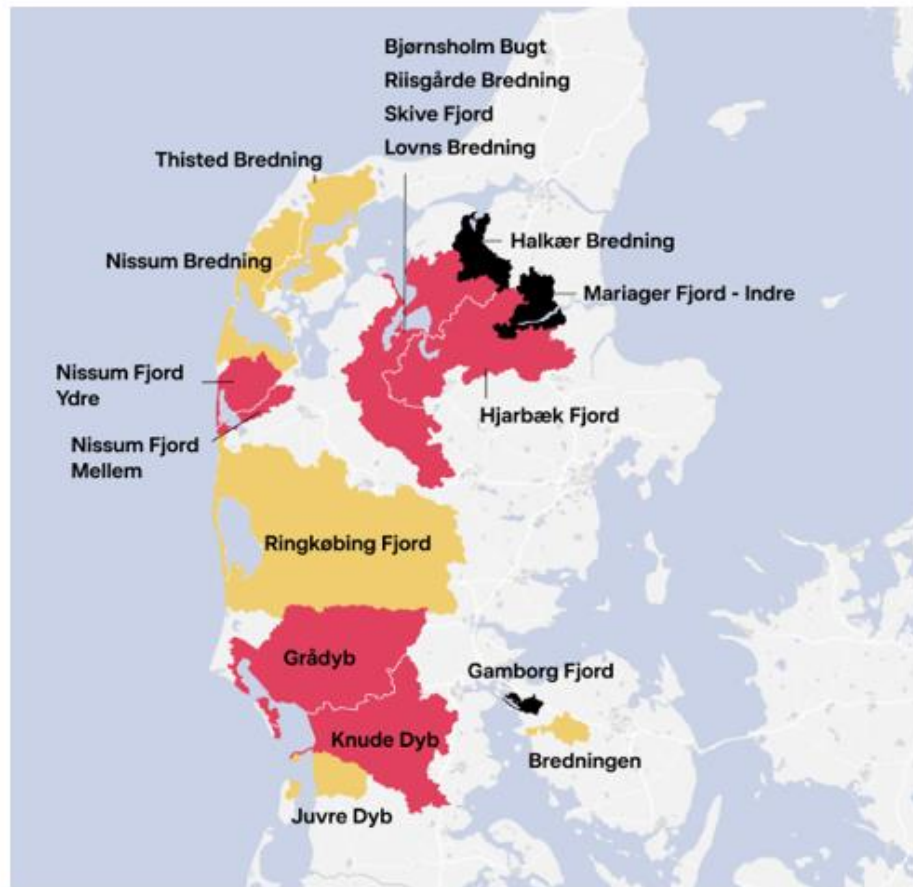 Bjørnsholm Bugt
Riisgårde Bredning
Skive Fjord
Lovns Bredning
Thisted Bredning
Halkær Bredning
Nissum Bredning
Mariager Fjord - Indre
Nissum Fjord
Ydre
Hjarbæk Fjord
Nissum Fjord
Mellem
Ringkøbing Fjord
Grådyb
Gamborg Fjord
Knude Dyb
Bredningen
Juvre Dyb